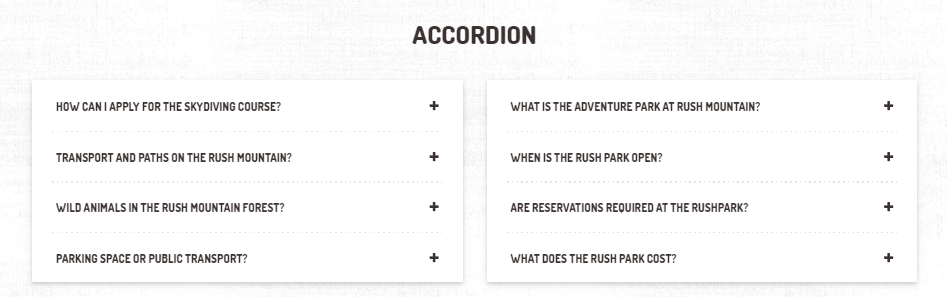 ACCORDION
HOW CAN I APPLY FOR THE SKYDIVING COURSE?
TRANSPORT AND PATHS ON THE RUSH MOUNTAIN?
WILD ANIMALS IN THE RUSH MOUNTAIN FOREST?
PARKING SPACE OR PUBLIC TRANSPORT?
WHAT IS THE ADVENTURE PARK AT RUSH MOUNTAIN?
WHEN IS THE RUSH PARK OPEN?
ARE RESERVATIONS REQUIRED AT THE RUSHPARK?
WHAT DOES THE RUSH PARK COST?